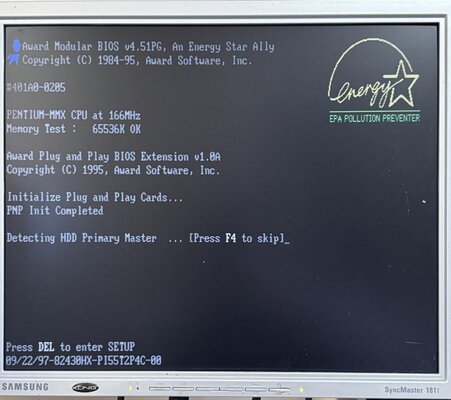 Award Modular BIOS v4.51PG, An Energy Star Ally
Copyright (C) 1984-95, Award Software, Inc.
#401A0-0205
energy
EPA POLLUTION PREVENTER
PENTIUM-MMX CPU at 166MHz
Memory Test :   65536K OK
Award Plug and Play BIOS Extension v1.0A
Copyright (C) 1995, Award Software, Inc.
Initialize Plug and Play Cards...
PNP Init Completed
Detecting HDD Primary Master  ... [Press F4 to skip]_
Press DEL to enter SETUP
09/22/97-82430HX-PI55T2P4C-00
SAMSUNG
SyncMaster 181T